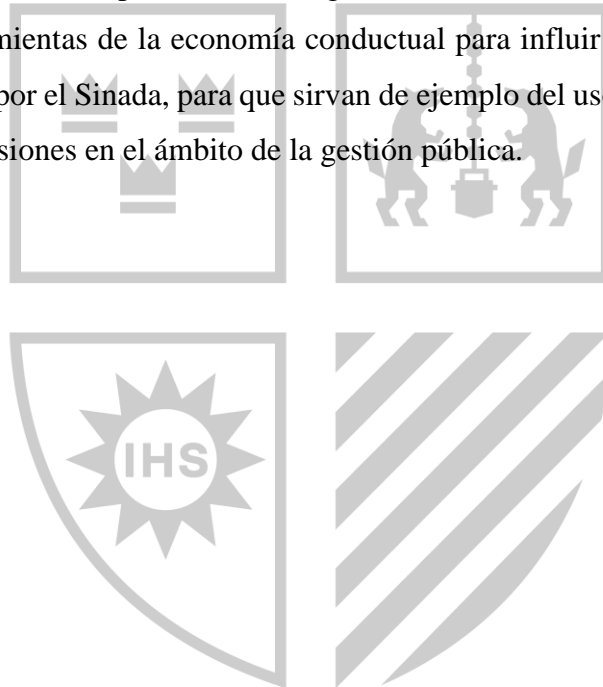 mientas de la economía conductual para influir
por el Sinada, para que sirvan de ejemplo del us
siones en el ámbito de la gestión pública.
IHS